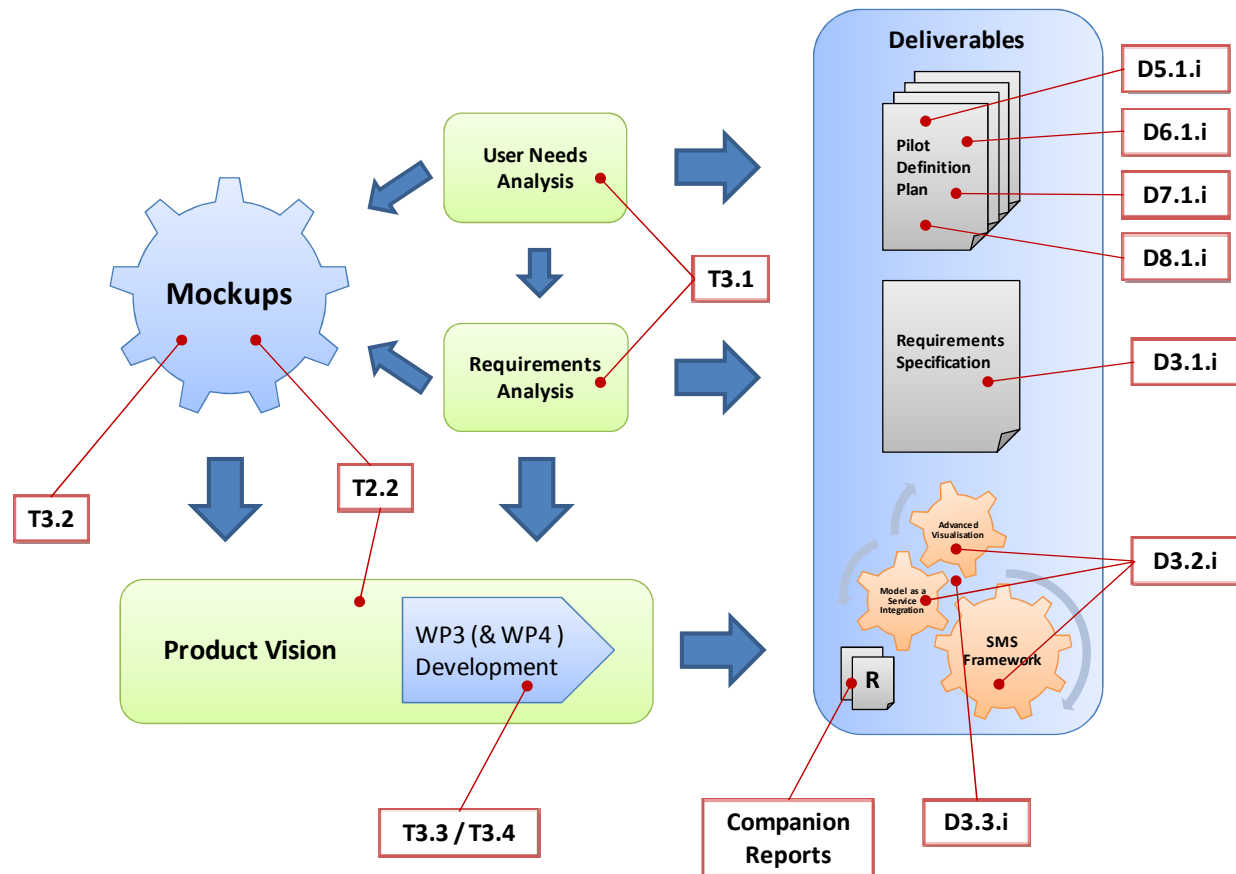 Deliverables
D5.1.i
User Needs
Analysis
Pilot
Definition
Plan
D6.1.i
D7.1.i
D8.1.i
T3.1
Mockups
Requirements
Analysis
Requirements
Specification
D3.1.i
T3.2
T2.2
Advanced
Visualisation
Model as a
Service
Integration
D3.2.i
SMS
Framework
Product Vision
WP3 (& WP4 )
Development
R
T3.3 / T3.4
Companion
Reports
D3.3.i